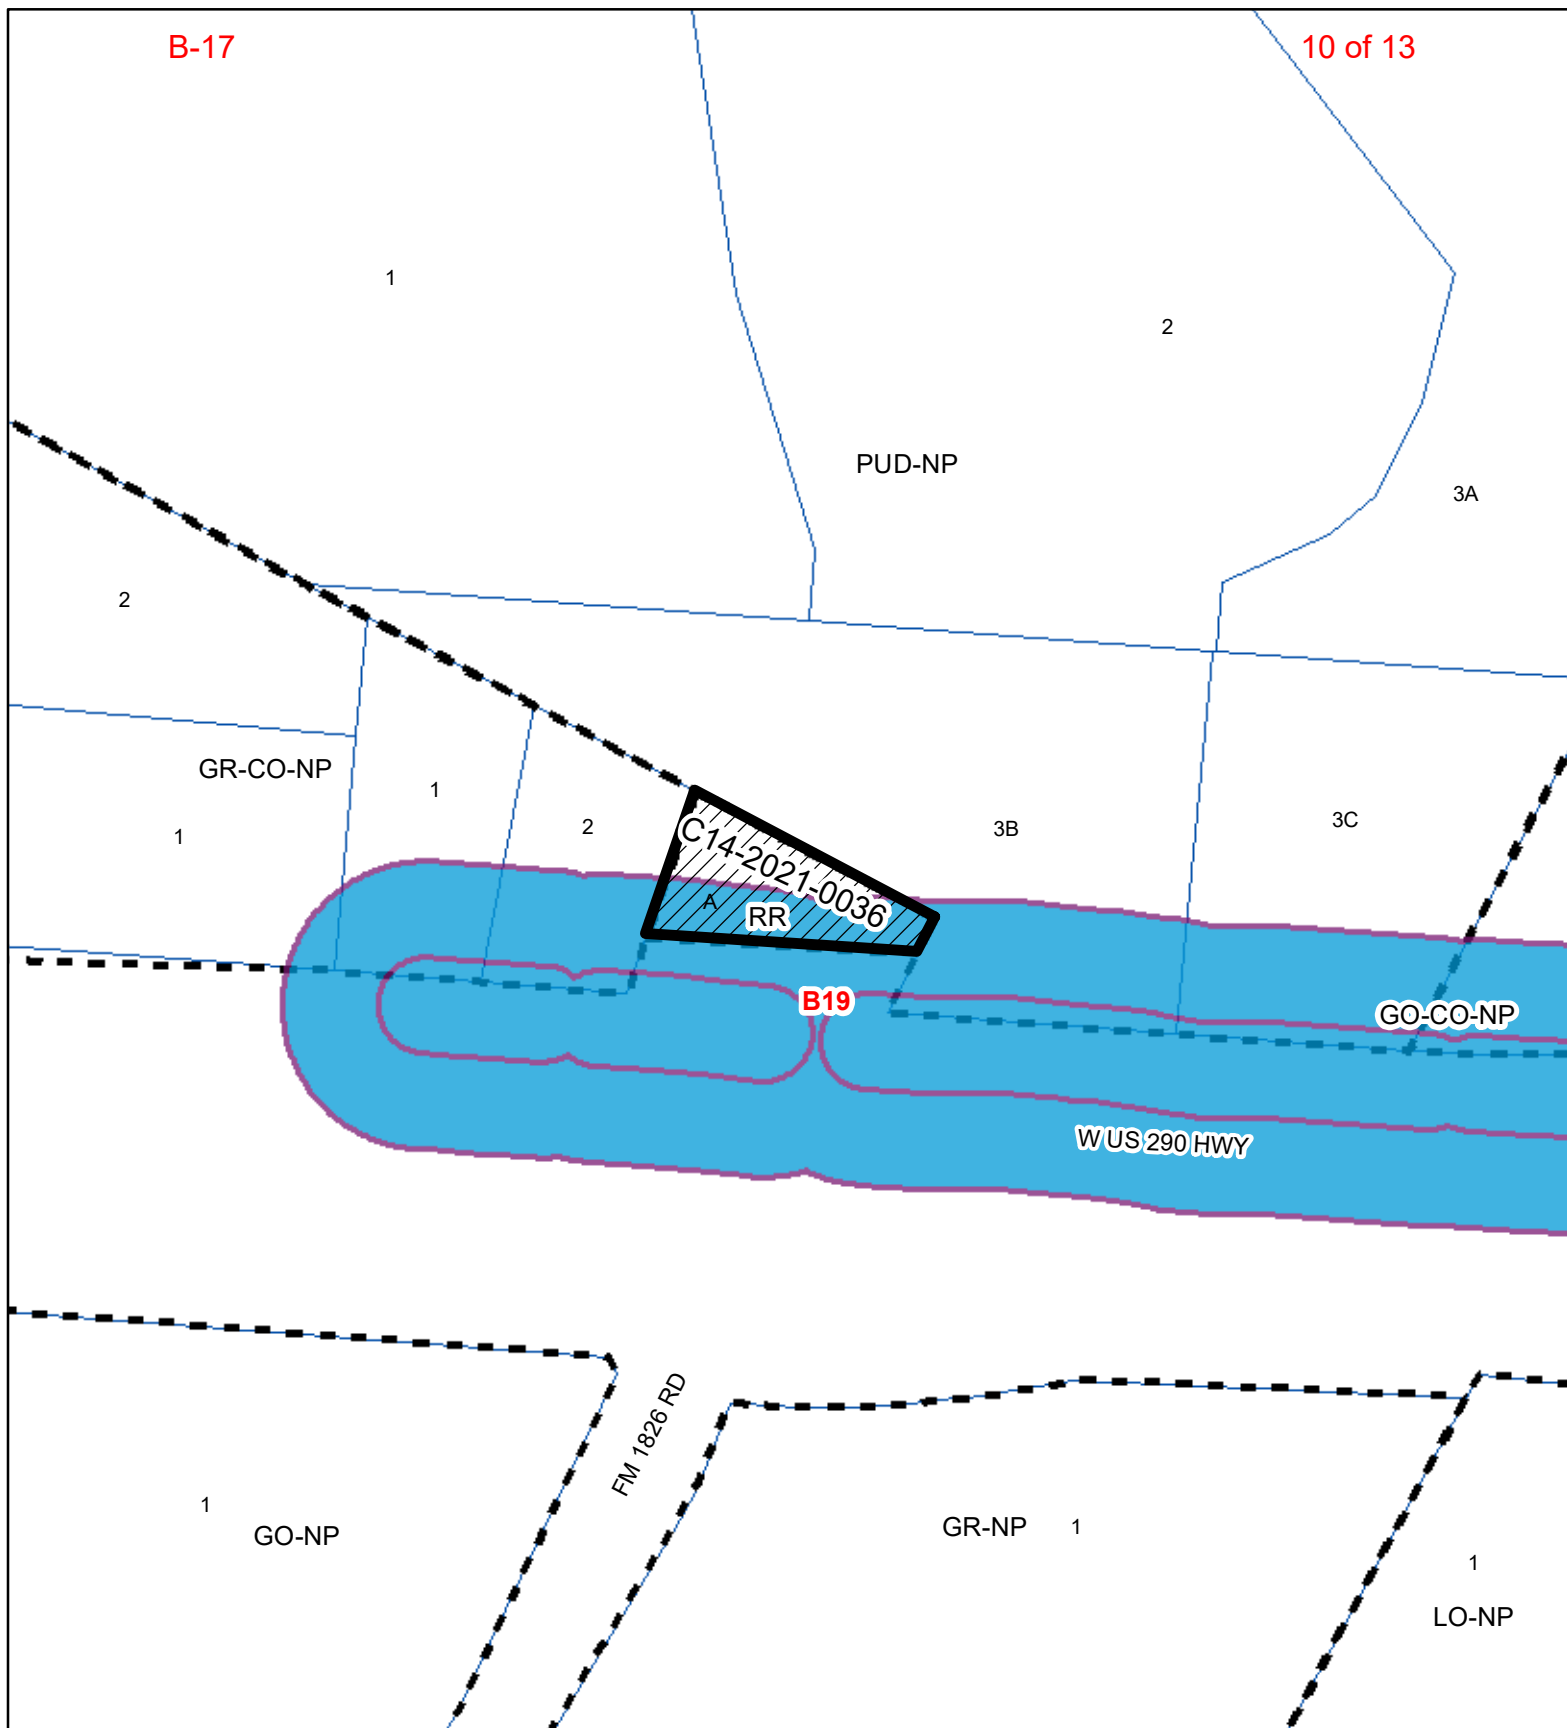 B-17
10 of 13
1
2
PUD-NP
3A
2
GR-CO-NP
1
1
2
3B
3C
C14-2021-0036
A
RR
B19
GO-CO-NP
W US 290 HWY
FM 1826 RD
1
GO-NP
GR-NP
1
1
LO-NP